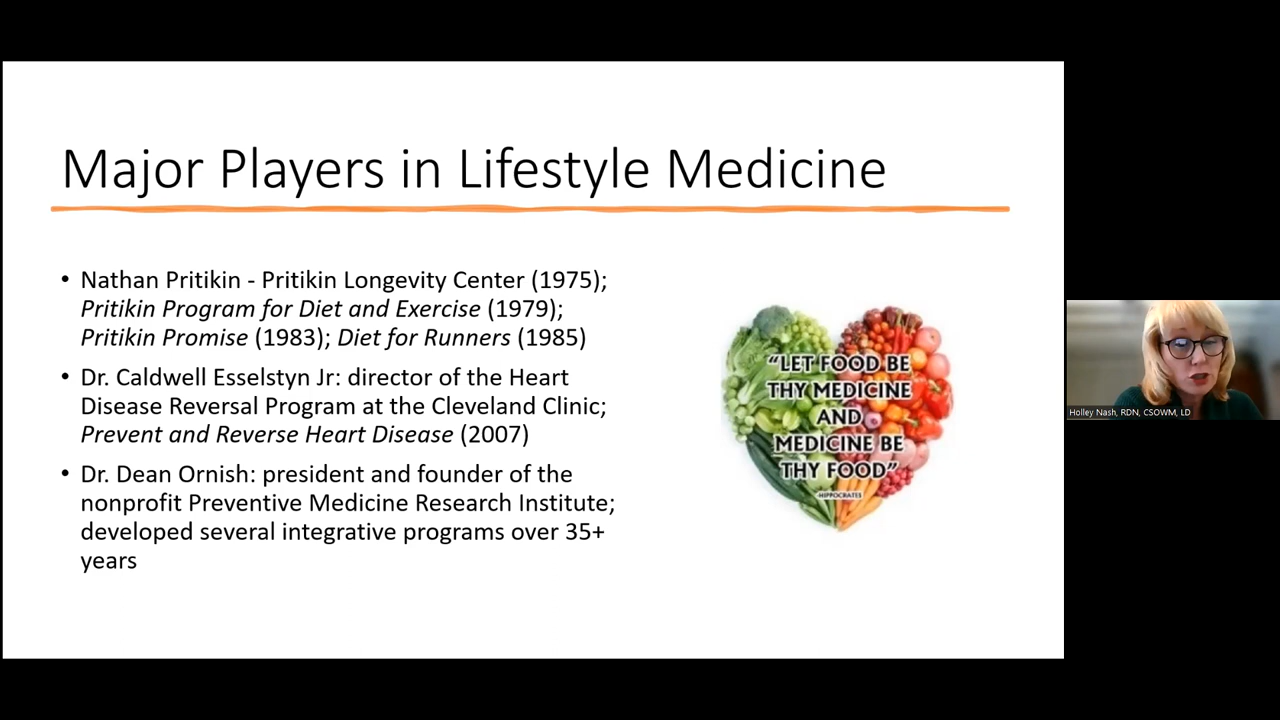 Major Players in Lifestyle Medicine
• Nathan Pritikin - Pritikin Longevity Center (1975);
Pritikin Program for Diet and Exercise (1979);
Pritikin Promise (1983); Diet for Runners (1985)
• Dr. Caldwell Esselstyn Jr: director of the Heart
Disease Reversal Program at the Cleveland Clinic;
Prevent and Reverse Heart Disease (2007)
• Dr. Dean Ornish: president and founder of the
nonprofit Preventive Medicine Research Institute;
developed several integrative programs over 35+
years
“LET FOOD BE
THY MEDICINE
AND
MEDICINE BE
THY FOOD”
-HIPPOCRATES
Holley Nash, RDN, CSOWM, LD